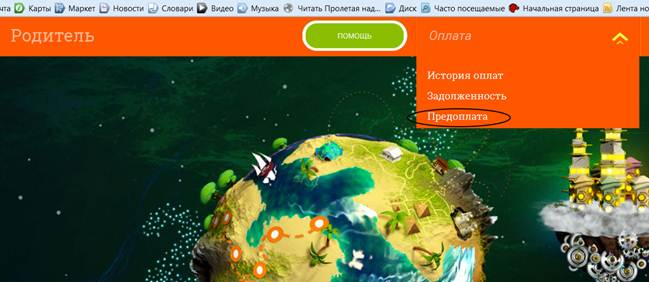 чта Карты Маркет Новости Словари Видео Музыка Читать Пролетая над... Диск Часто посещаемые Начальная страница Лента но
Родитель ПОМОЩЬ Оплата
История оплат
Задолженность
Предоплата